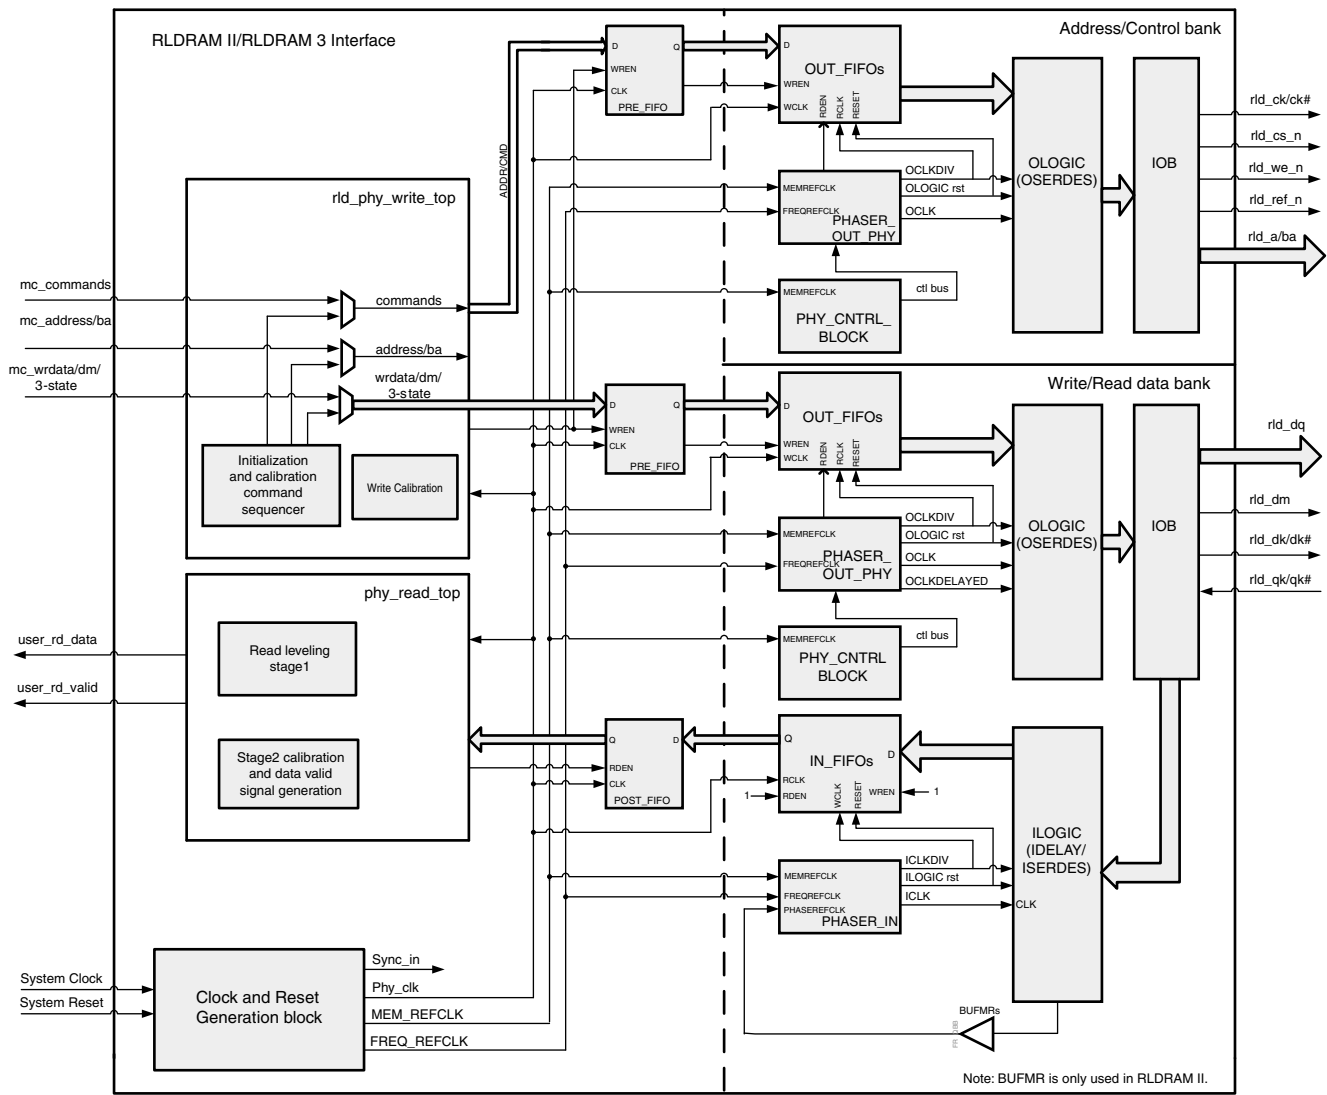 RLDRAM II/RLDRAM 3 Interface
Address/Control bank
D
Q
WREN
CLK
PRE_FIFO
D
OUT_FIFOs
WREN
WCLK
RDEN
RCLK
RESET
OLOGIC
(OSERDES)
IOB
rld_ck/ck#
rld_cs_n
rld_we_n
rld_ref_n
rld_a/ba
ADDR/CMD
MEMREFCLK
FREQREFCLK
PHASER_
OUT_PHY
OCLKDIV
OLOGIC rst
OCLK
MEMREFCLK
PHY_CNTRL_
BLOCK
ctl bus
rld_phy_write_top
mc_commands
mc_address/ba
mc_wrdata/dm/
3-state
commands
address/ba
wrdata/dm/
3-state
Initialization
and calibration
command
sequencer
Write Calibration
Write/Read data bank
D
Q
WREN
CLK
PRE_FIFO
D
OUT_FIFOs
WREN
WCLK
RDEN
RCLK
RESET
OLOGIC
(OSERDES)
IOB
rld_dq
rld_dm
rld_dk/dk#
rld_qk/qk#
MEMREFCLK
FREQREFCLK
PHASER_
OUT_PHY
OCLKDIV
OLOGIC rst
OCLK
OCLKDELAYED
MEMREFCLK
PHY_CNTRL
BLOCK
ctl bus
phy_read_top
user_rd_data
user_rd_valid
Read leveling
stage1
Stage2 calibration
and data valid
signal generation
Q
D
RDEN
CLK
POST_FIFO
Q
IN_FIFOs
D
RCLK
1
RDEN
WCLK
RESET
WREN
1
ILOGIC
(IDELAY/
ISERDES)
CLK
MEMREFCLK
FREQREFCLK
PHASEREFCLK
PHASER_IN
ICLKDIV
ILOGIC rst
ICLK
System Clock
System Reset
Clock and Reset
Generation block
Sync_in
Phy_clk
MEM_REFCLK
FREQ_REFCLK
BUFMRs
Note: BUFMR is only used in RLDRAM II.